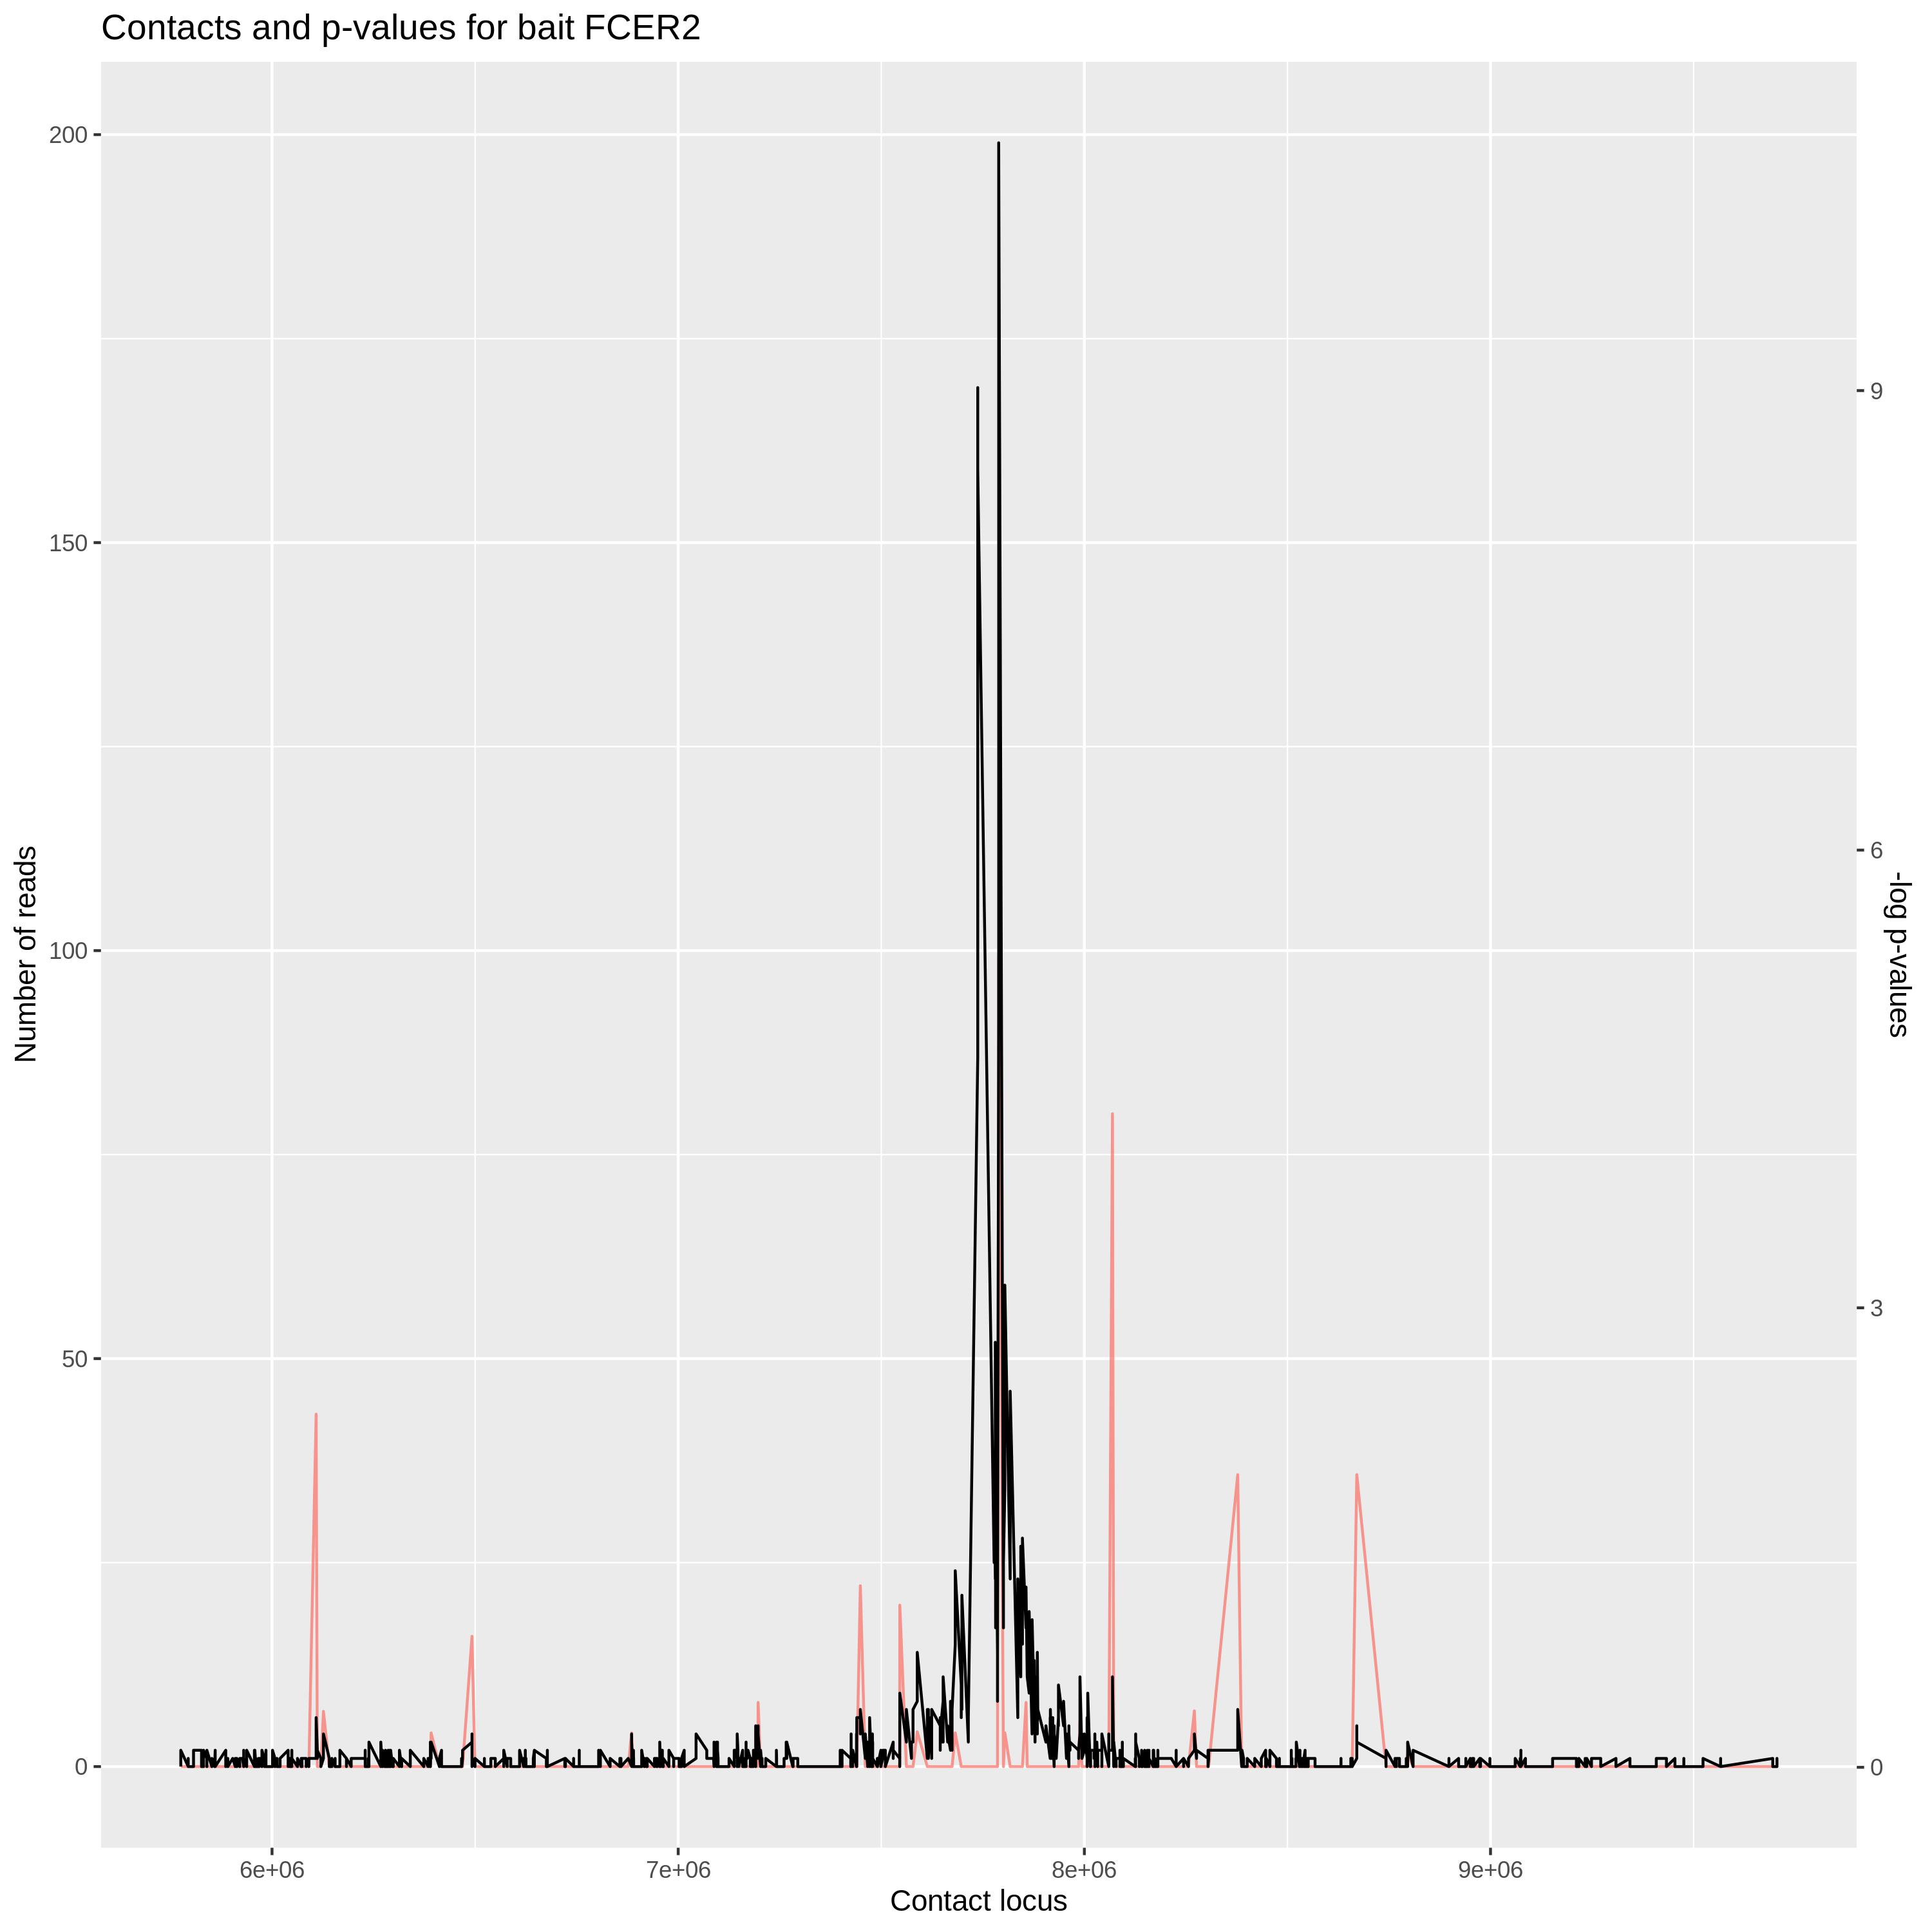 Contacts and p-values for bait FCER2
200
150
100
50
0
Number of reads
9
6
3
0
-log p-values
6e+06
7e+06
8e+06
9e+06
Contact locus